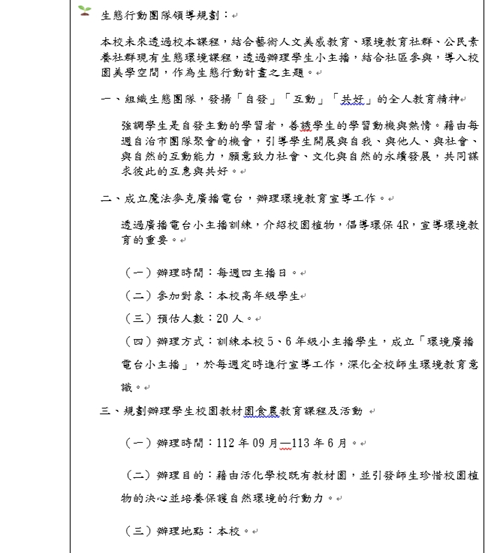 生態行動團隊領導規劃：
本校未來透過校本課程，結合藝術人文美感教育、環境教育社群、公民素
養社群現有生態環境課程，透過辦理學生小主播，結合社區參與，導入校
園美學空間，作為生態行動計畫之主題。
一、組織生態團隊，發揚「自發」「互動」「共好」的全人教育精神
強調學生是自發主動的學習者，善誘學生的學習動機與熱情。藉由每
週自治市團隊聚會的機會，引導學生開展與自我、與他人、與社會、
與自然的互動能力，願意致力社會、文化與自然的永續發展，共同謀
求彼此的互惠與共好。
二、成立魔法麥克廣播電台，辦理環境教育宣導工作。
透過廣播電台小主播訓練，介紹校園植物，倡導環保 4R，宣導環境教
育的重要。
（一）辦理時間：每週四主播日。
（二）參加對象：本校高年級學生
（三）預估人數：20 人。
（四）辦理方式：訓練本校 5、6 年級小主播學生，成立「環境廣播
電台小主播」，於每週定時進行宣導工作，深化全校師生環境教育意
識。
三、規劃辦理學生校園教材園食農教育課程及活動
（一）辦理時間：112 年 09 月—113 年 6 月。
（二）辦理目的：藉由活化學校既有教材園，並引發師生珍惜校園植
物的決心並培養保護自然環境的行動力。
（三）辦理地點：本校。